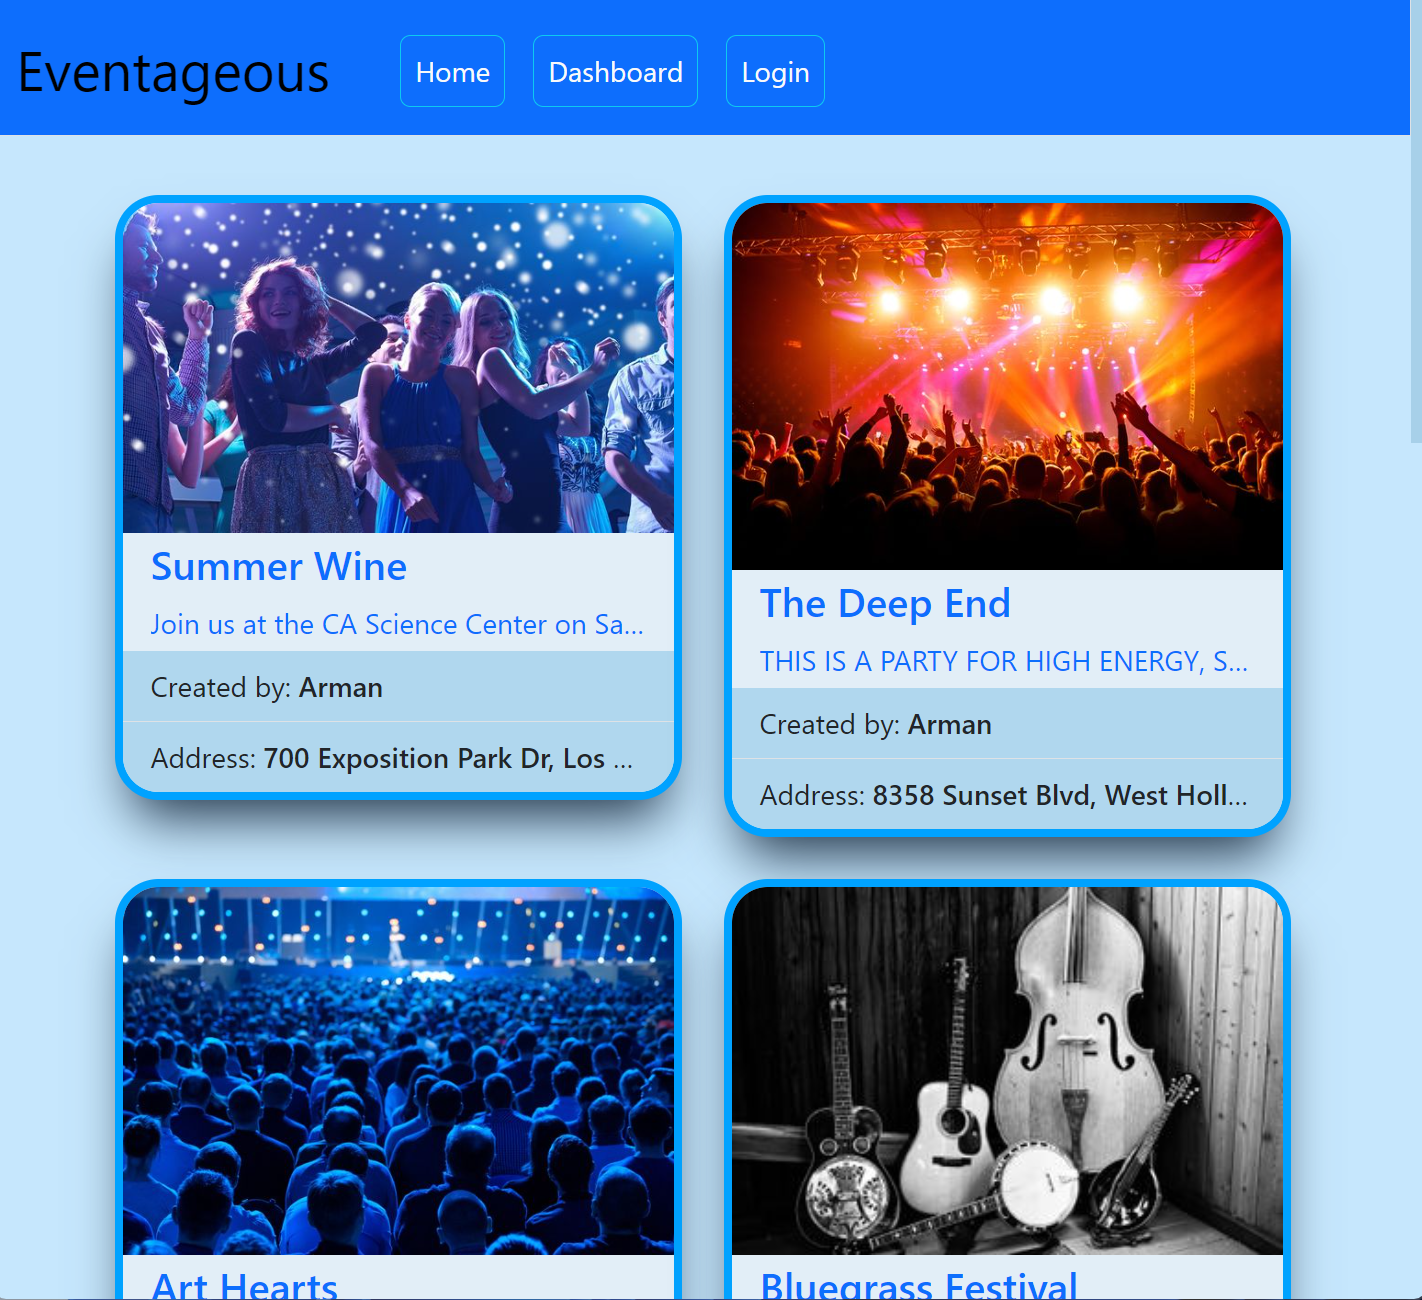 Eventageous
Home
Dashboard
Login
Summer Wine
Join us at the CA Science Center on Sa...
Created by: Arman
Address: 700 Exposition Park Dr, Los ...
The Deep End
THIS IS A PARTY FOR HIGH ENERGY, S...
Created by: Arman
Address: 8358 Sunset Blvd, West Holl...
Art Hearts
Bluegrass Festival